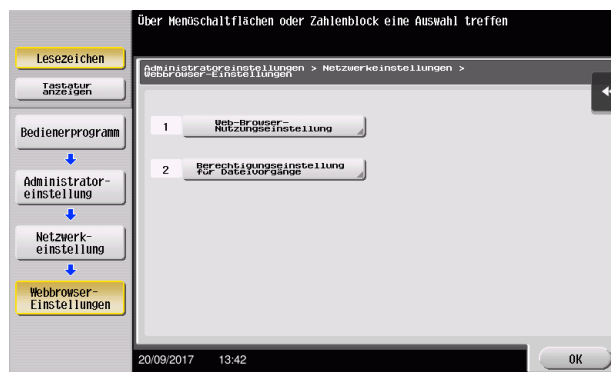 Über Menüschaltflächen oder Zahlenblock eine Auswahl treffen
Lesezeichen
Tastatur
anzeigen
Bedienerprogramm
Administrator-
einstellung
Netzwerk-
einstellung
Webbrowser-
Einstellungen
Administratoreinstellungen > Netzwerkeinstellungen >
Webbrowser-Einstellungen
1 Web-Browser-
Nutzungseinstellung
2 Berechtigungseinstellung
für Dateivorgänge
20/09/2017 13:42
OK